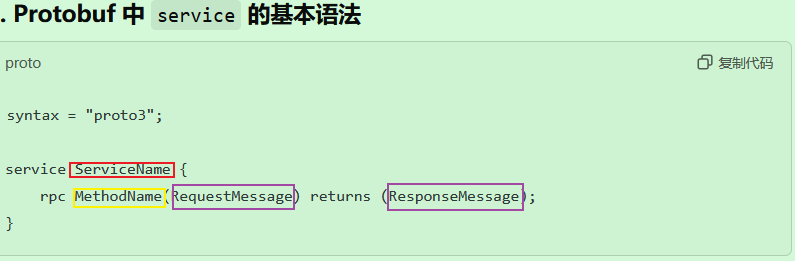 . Protobuf 中 service 的基本语法
proto
复制代码
syntax = "proto3";
service ServiceName {
rpc MethodName(RequestMessage) returns (ResponseMessage);
}